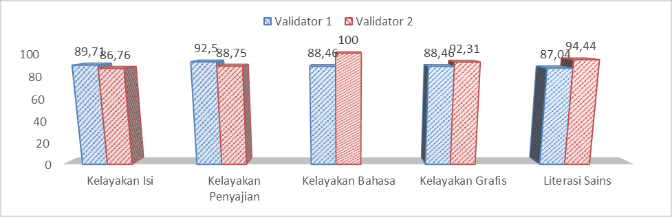 Validator 1 Validator 2
89,71 86,76 92,5 88,75 88,46 100 88,46 92,31 87,04 94,44
100
80
60
40
20
0
Kelayakan Isi Kelayakan Penyajian Kelayakan Bahasa Kelayakan Grafis Literasi Sains